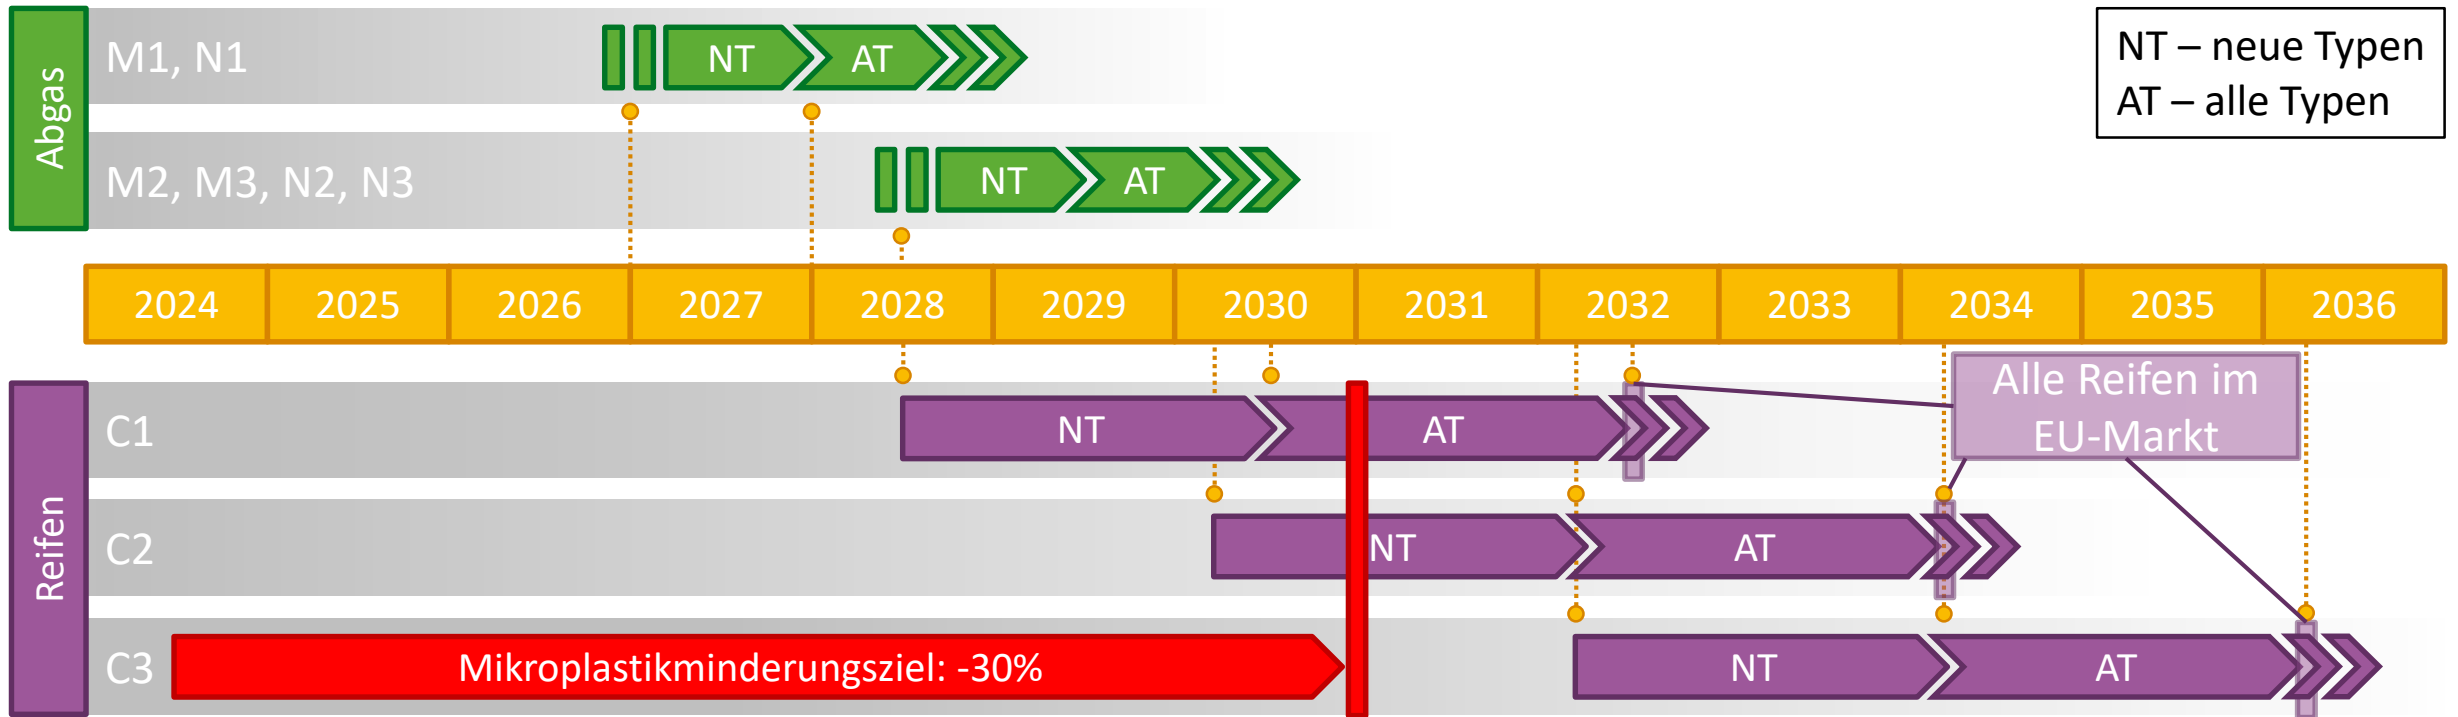 Abgas
M1, N1
NT
AT
M2, M3, N2, N3
NT
AT
NT – neue Typen
AT – alle Typen
2024 2025 2026 2027 2028 2029 2030 2031 2032 2033 2034 2035 2036
Reifen
C1
NT
AT
Alle Reifen im
EU-Markt
C2
NT
AT
C3
Mikroplastikminderungsziel: -30%
NT
AT